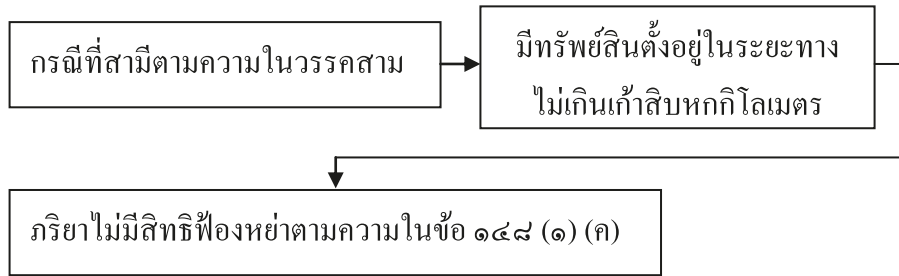 กรณีที่สามีตามความในวรรคสาม
มีทรัพย์สินตั้งอยู่ในระยะทาง
ไม่เกินเก้าสิบหกกิโลเมตร
ภริยาไม่มีสิทธิฟ้องหย่าตามความในข้อ ๑๔๘ (๑) (ค)